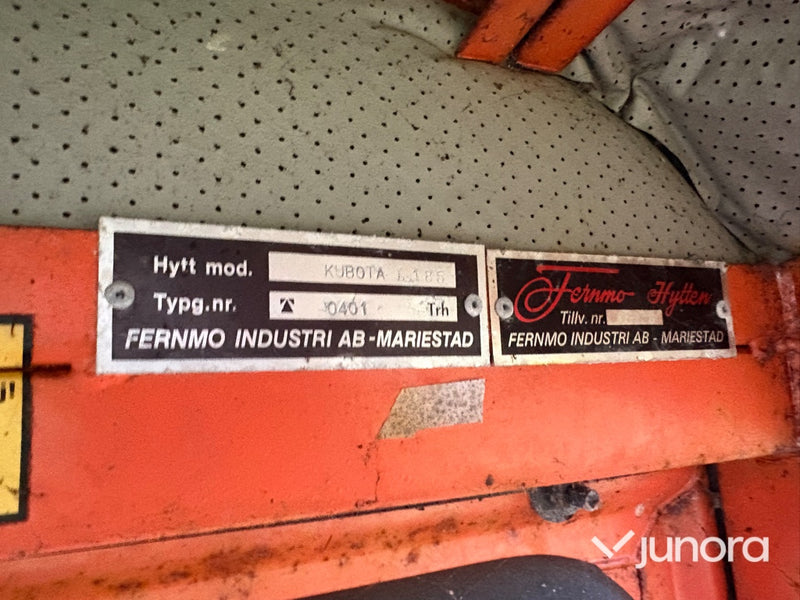 Hytt mod. KUBOTA L185
Typg.nr. 0401 Trh
FERNMO INDUSTRI AB - MARIESTAD
Fernmo Hytten
Tillv. nr.
FERNMO INDUSTRI AB - MARIESTAD
junora